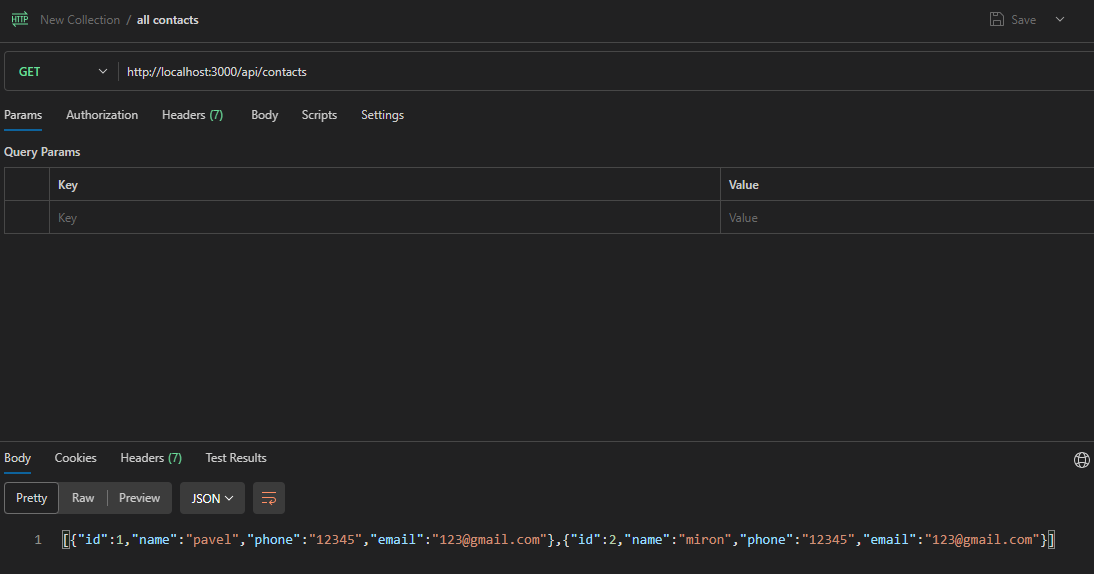 HTTP New Collection / all contacts Save
GET http://localhost:3000/api/contacts
Params Authorization Headers (7) Body Scripts Settings
Query Params
Key Value
Key Value
Body Cookies Headers (7) Test Results
Pretty Raw Preview JSON
1 [{"id":1,"name":"pavel","phone":"12345","email":"123@gmail.com"},{"id":2,"name":"miron","phone":"12345","email":"123@gmail.com"}]